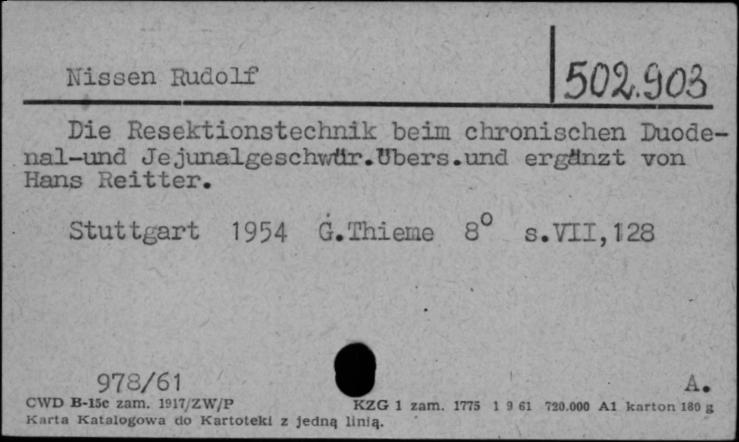 Nissen Rudolf
502.903
Die Resektionstechnik beim chronischen Duode-
nal-und Jejunalgeschwür.Übers.und ergänzt von
Hans Reitter.
Stuttgart 1954 G.Thieme 8° s.VII,128
978/61
A.
CWD B-15c zam. 1917/ZW/P KZG 1 zam. 1775 1 9 61 720.000 A1 karton 180 g
Karta Katalogowa do Kartoteki z jedną linią.